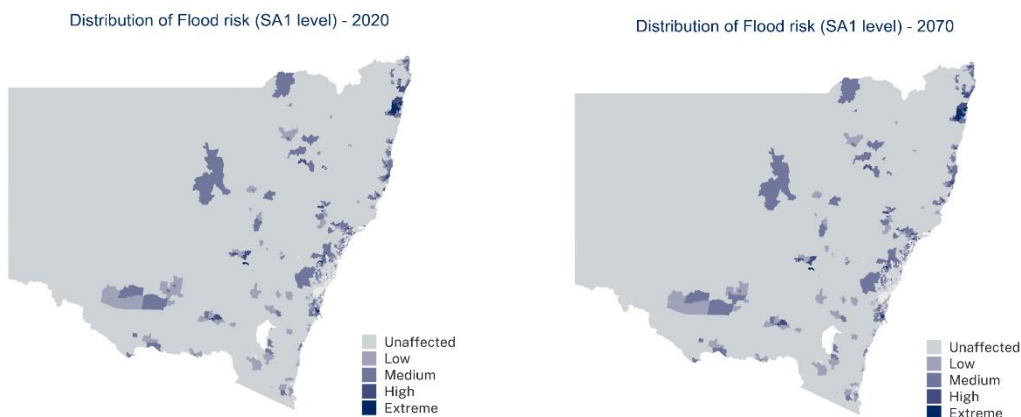 Distribution of Flood risk (SA1 level) - 2020
Distribution of Flood risk (SA1 level) - 2070
Unaffected
Low
Medium
High
Extreme
Unaffected
Low
Medium
High
Extreme